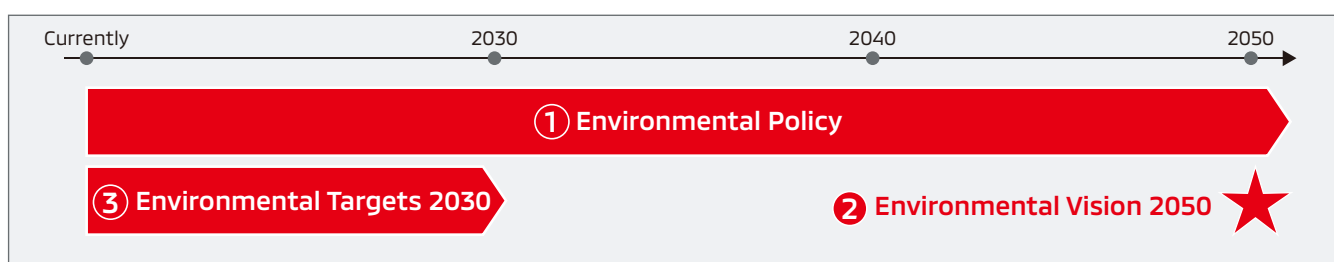 Currently 2030 2040 2050
① Environmental Policy
③ Environmental Targets 2030
❷ Environmental Vision 2050